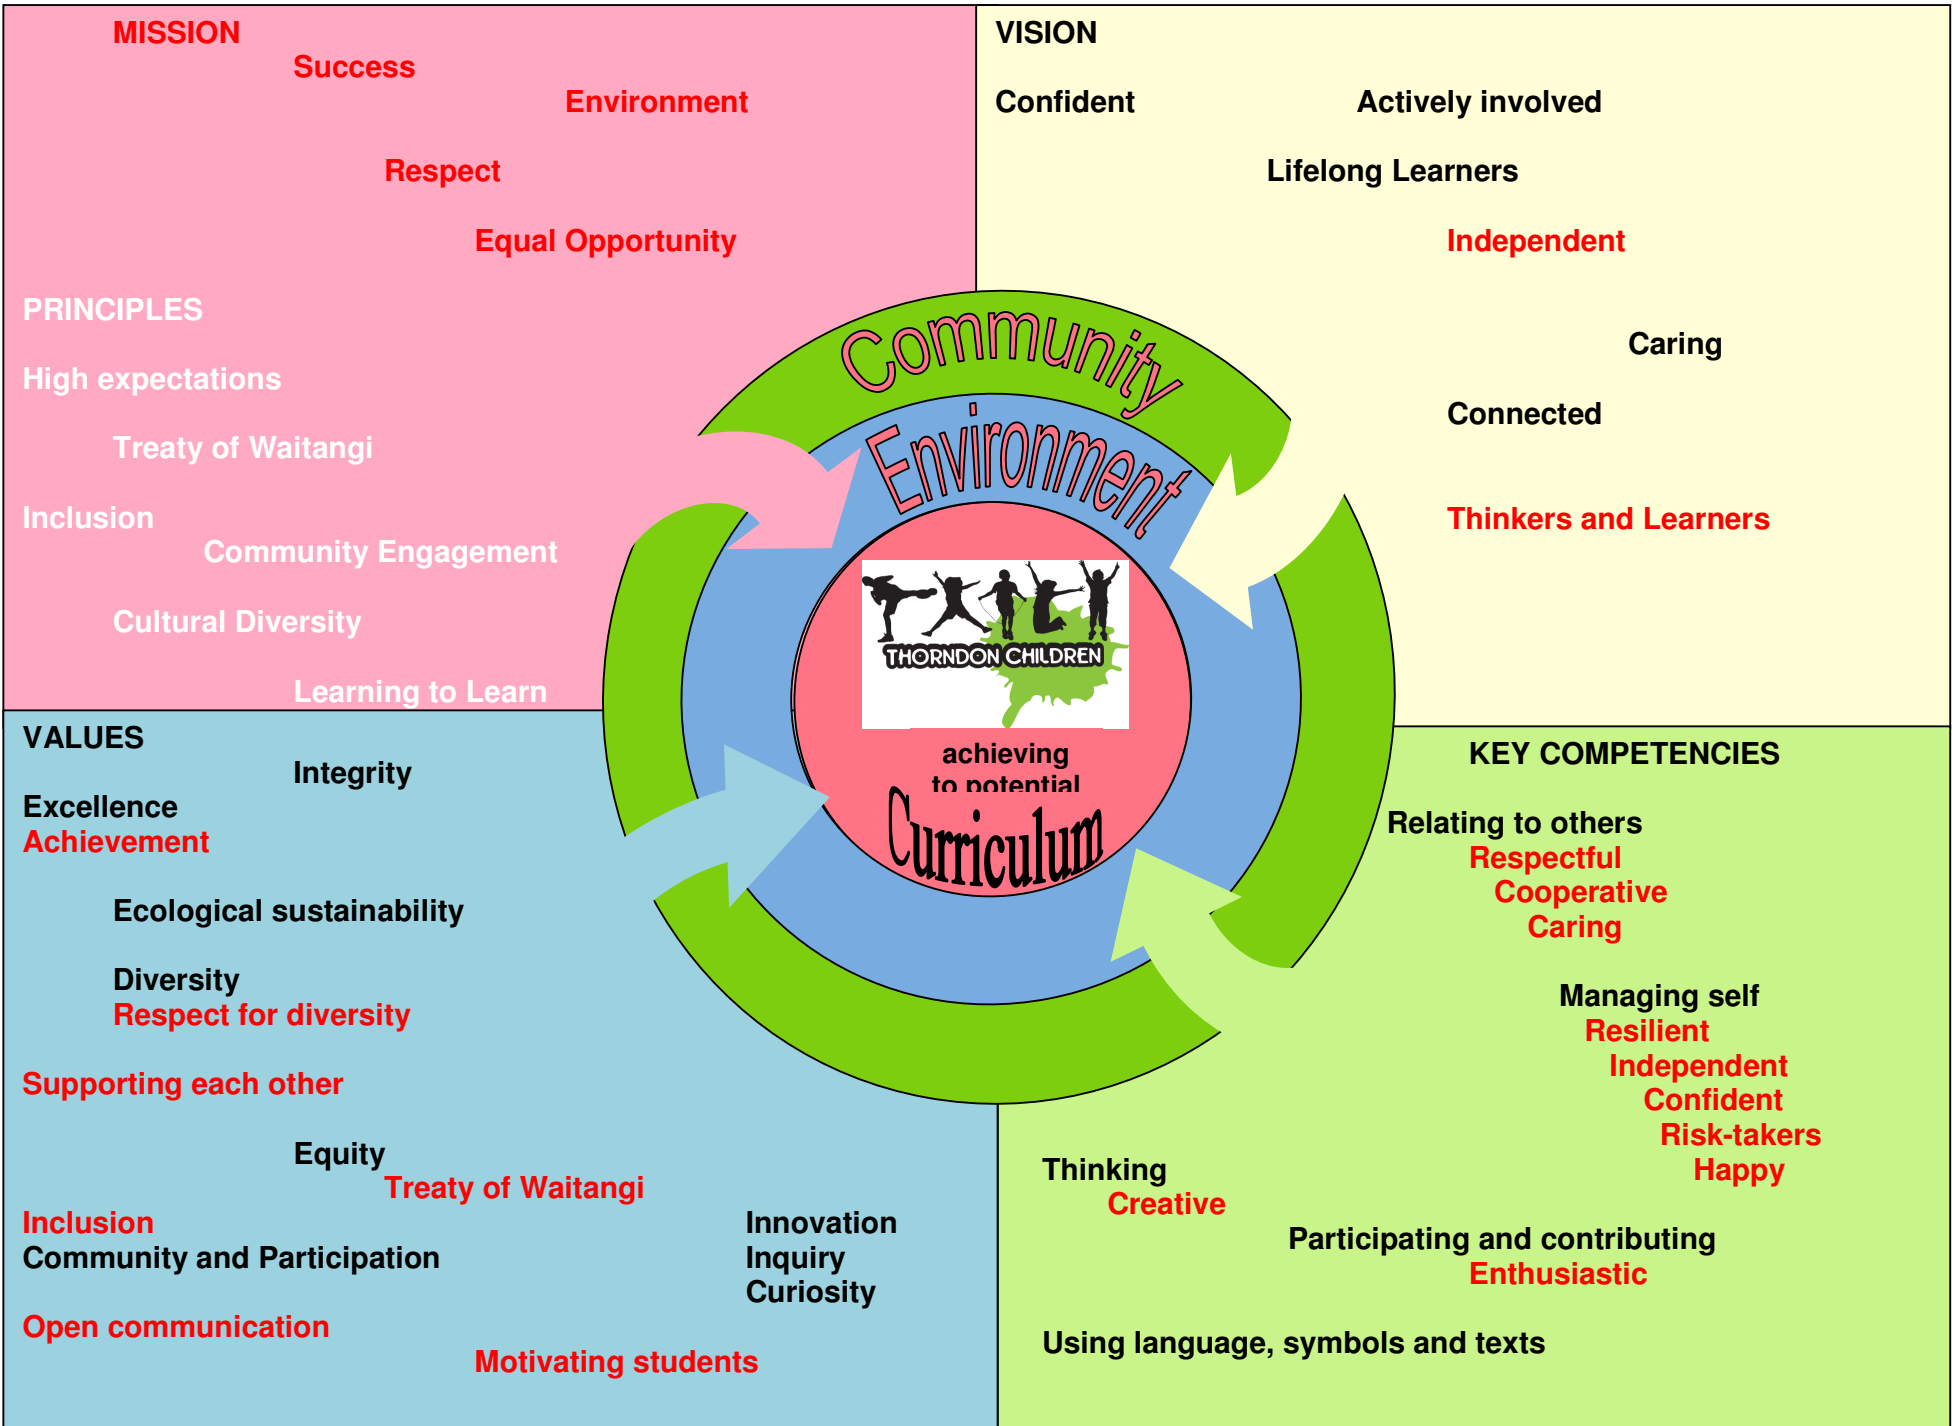 MISSION
Success
Environment
Respect
Equal Opportunity
PRINCIPLES
High expectations
Treaty of Waitangi
Inclusion
Community Engagement
Cultural Diversity
Learning to Learn
VISION
Confident Actively involved
Lifelong Learners
Independent
Caring
Connected
Thinkers and Learners
Community
Environment
THORNDON CHILDREN
achieving
to potential
Curriculum
VALUES
Integrity
Excellence
Achievement
Ecological sustainability
Diversity
Respect for diversity
Supporting each other
Equity
Treaty of Waitangi
Inclusion
Community and Participation
Innovation
Inquiry
Curiosity
Open communication
Motivating students
KEY COMPETENCIES
Relating to others
Respectful
Cooperative
Caring
Managing self
Resilient
Independent
Confident
Risk-takers
Happy
Thinking
Creative
Participating and contributing
Enthusiastic
Using language, symbols and texts